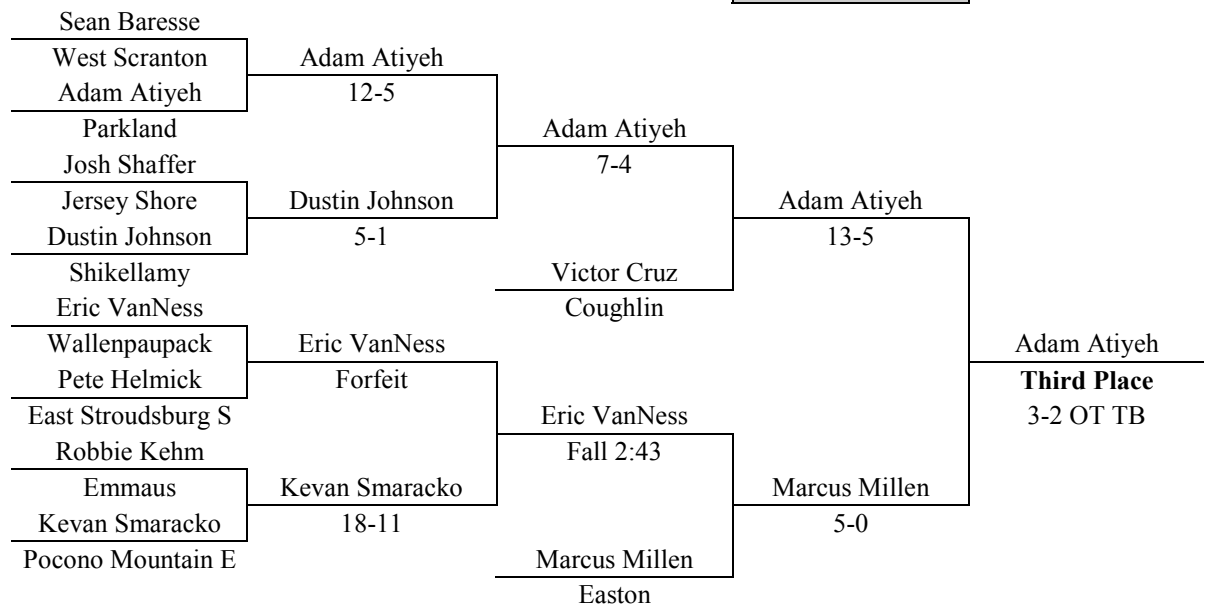 Sean Baresse
West Scranton
Adam Atiyeh
Adam Atiyeh
12-5
Parkland
Adam Atiyeh
Josh Shaffer
7-4
Jersey Shore
Dustin Johnson
Adam Atiyeh
Dustin Johnson
5-1
13-5
Shikellamy
Victor Cruz
Eric VanNess
Coughlin
Wallenpaupack
Eric VanNess
Adam Atiyeh
Pete Helmick
Forfeit
Third Place
East Stroudsburg S
Eric VanNess
3-2 OT TB
Robbie Kehm
Fall 2:43
Emmaus
Kevan Smaracko
Marcus Millen
Kevan Smaracko
18-11
5-0
Pocono Mountain E
Marcus Millen
Easton